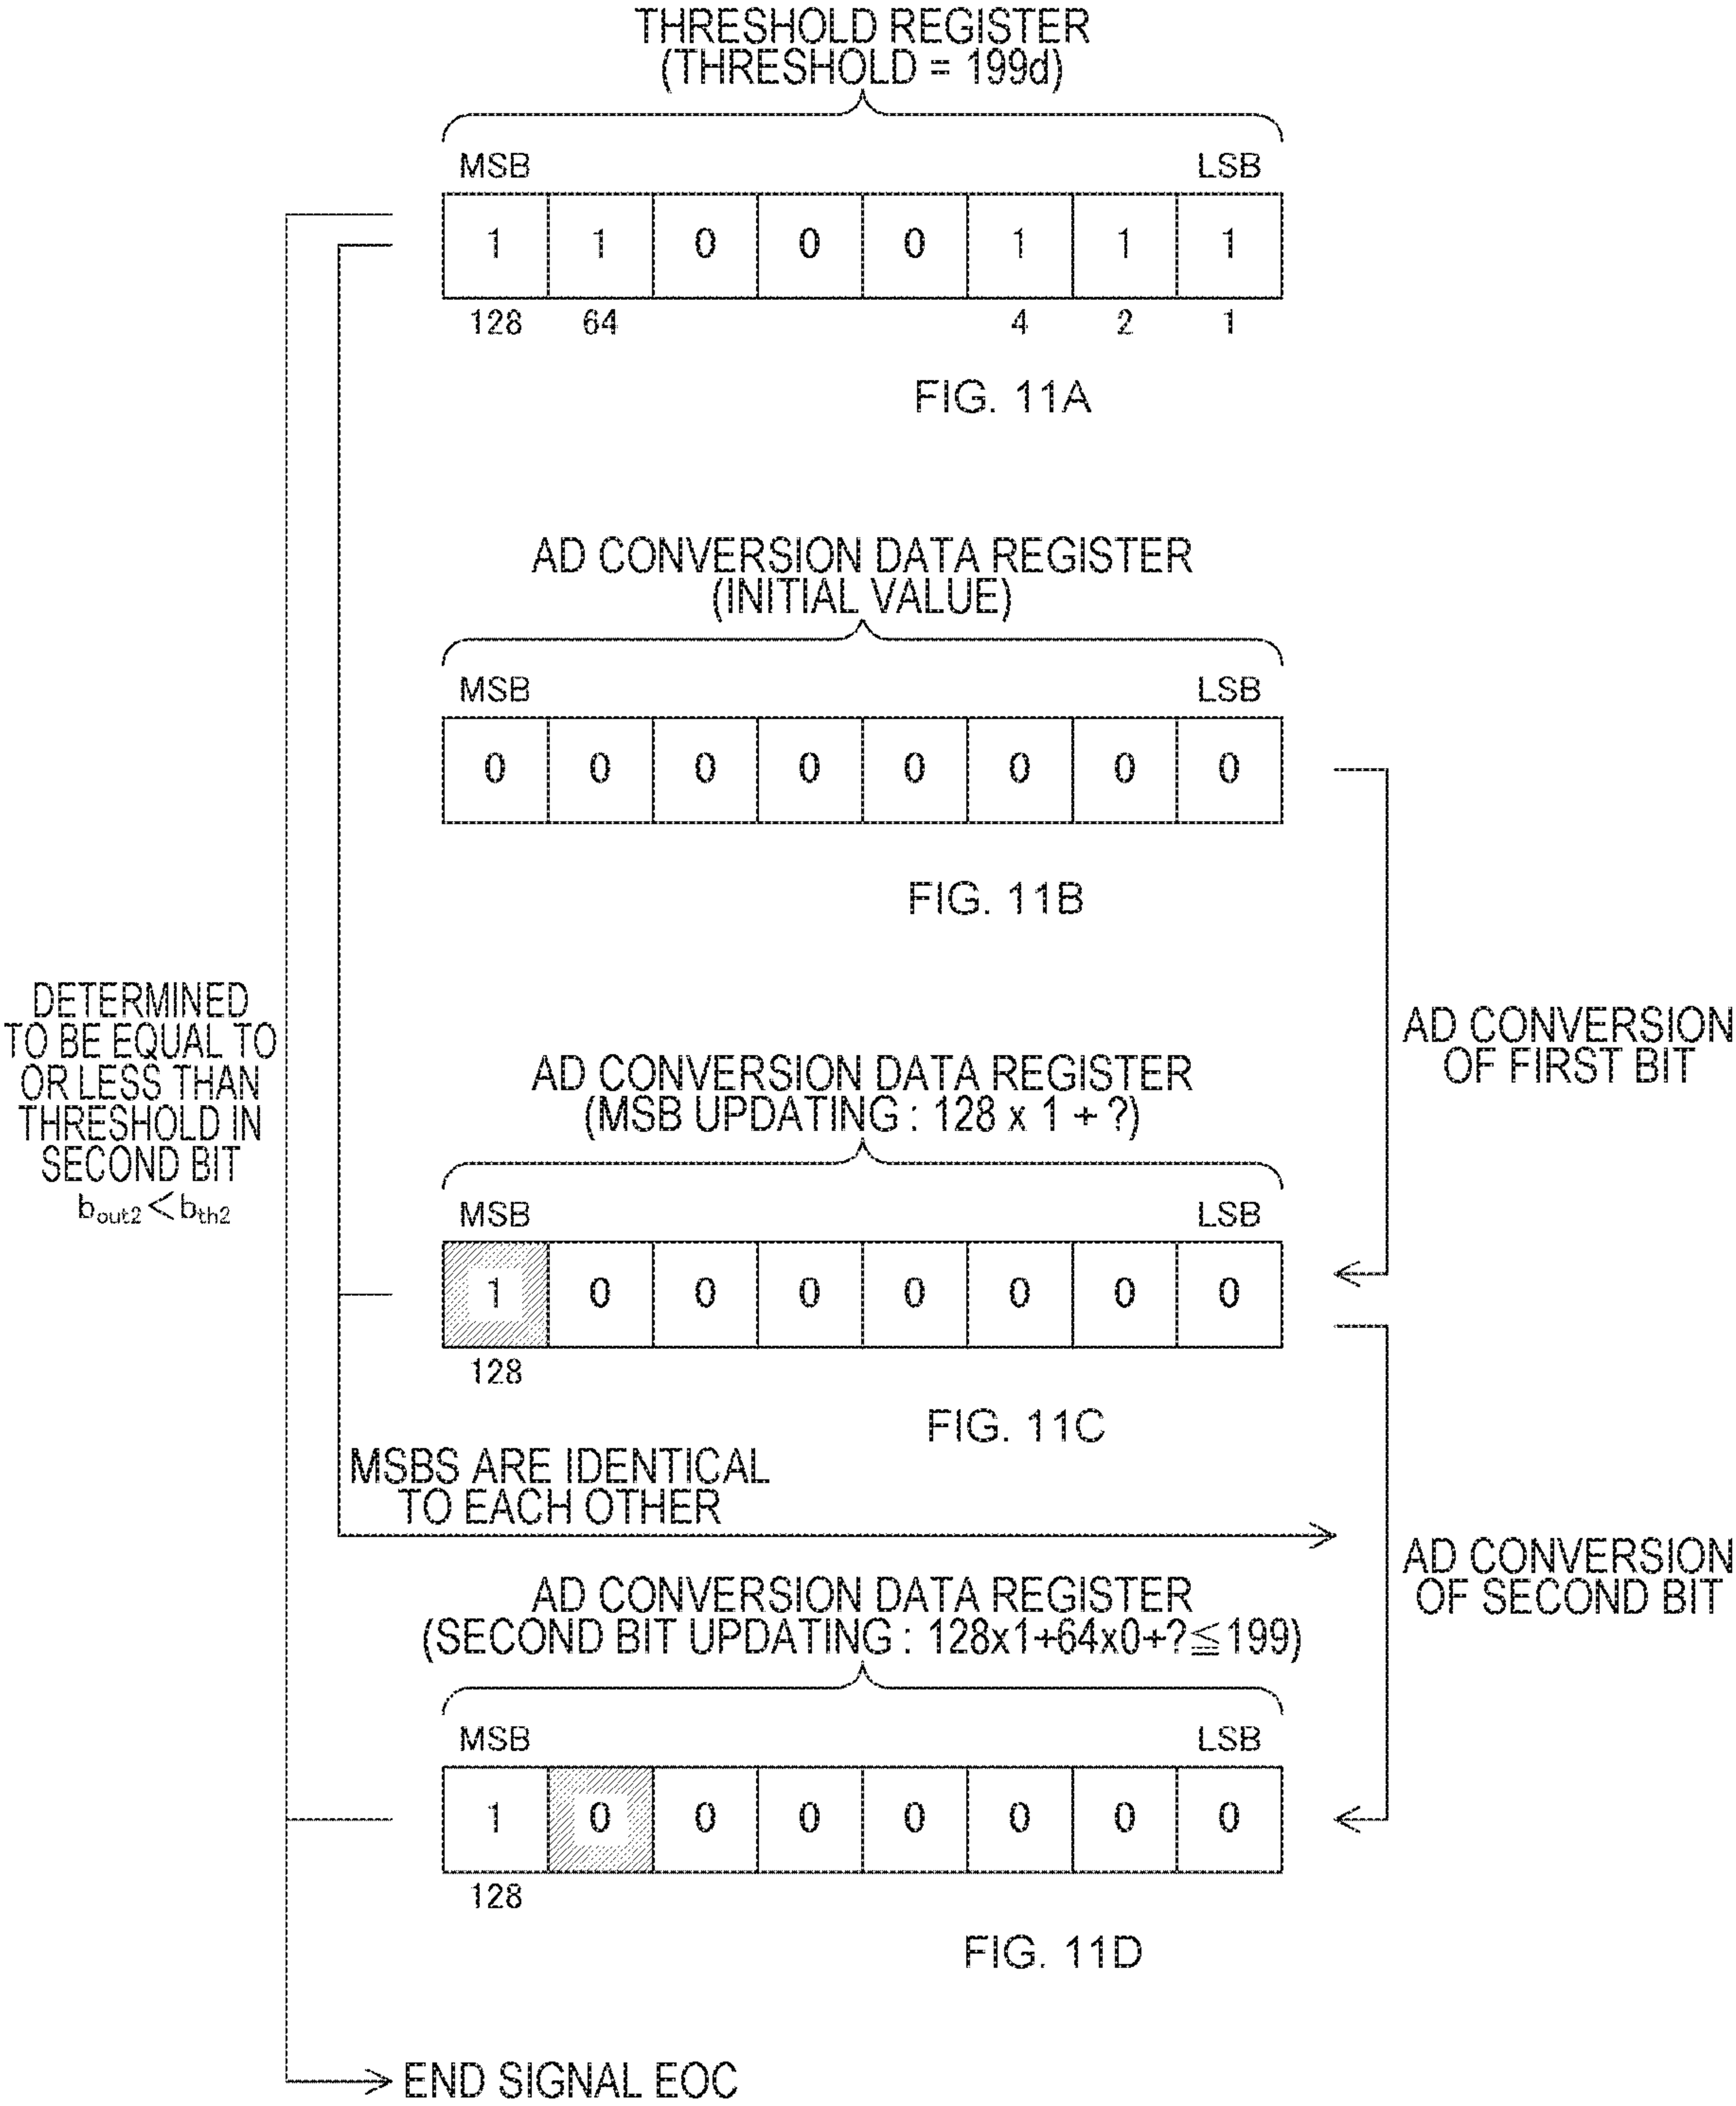 THRESHOLD REGISTER
(THRESHOLD = 199d)
MSB LSB
1 1 0 0 0 1 1 1
128 64 4 2 1
FIG. 11A
AD CONVERSION DATA REGISTER
(INITIAL VALUE)
MSB LSB
0 0 0 0 0 0 0 0
FIG. 11B
DETERMINED
TO BE EQUAL TO
OR LESS THAN
THRESHOLD IN
SECOND BIT
bout2<bth2
AD CONVERSION
OF FIRST BIT
AD CONVERSION DATA REGISTER
(MSB UPDATING : 128 x 1 + ?)
MSB LSB
1 0 0 0 0 0 0 0
128
FIG. 11C
MSBS ARE IDENTICAL
TO EACH OTHER
AD CONVERSION
OF SECOND BIT
AD CONVERSION DATA REGISTER
(SECOND BIT UPDATING : 128x1+64x0+?≦199)
MSB LSB
1 0 0 0 0 0 0 0
128
FIG. 11D
END SIGNAL EOC